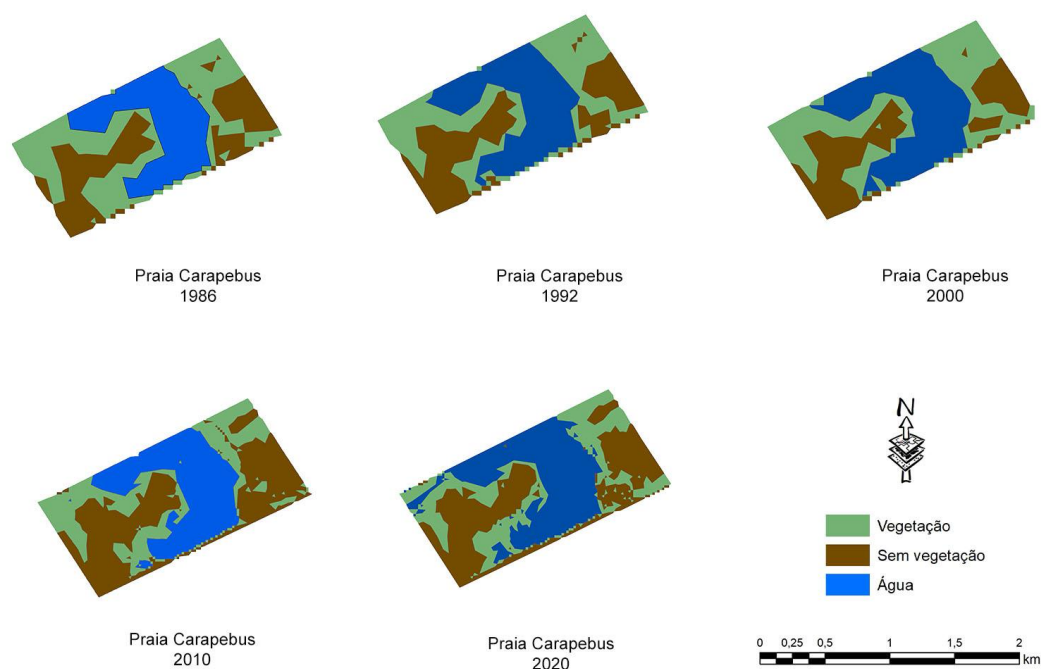 Praia Carapebus
1986
Praia Carapebus
1992
Praia Carapebus
2000
Praia Carapebus
2010
Praia Carapebus
2020
N
Vegetação
Sem vegetação
Água
0 0,25 0,5 1 1,5 2
km